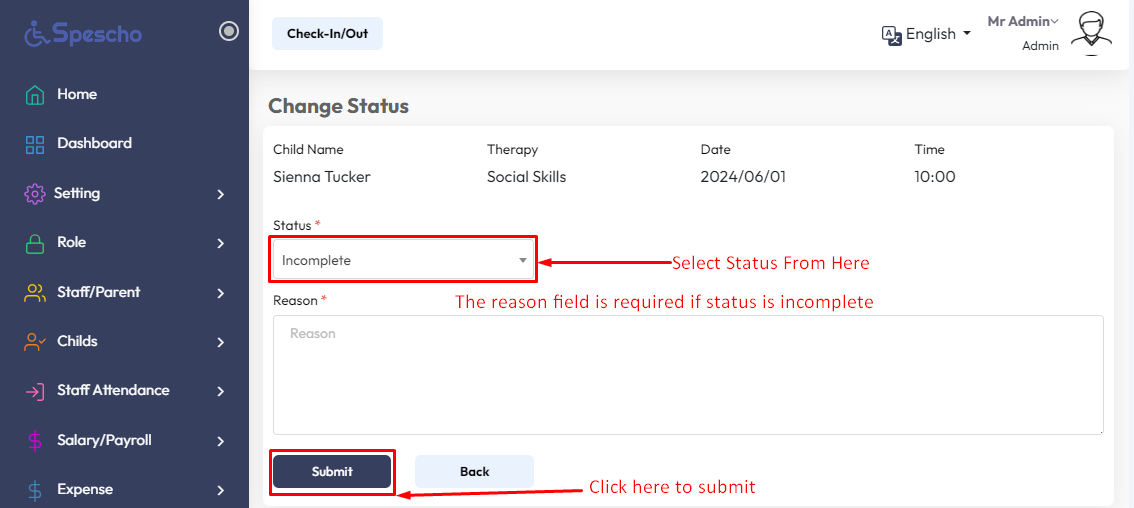 Spescho
Check-In/Out
English
Mr Admin
Admin
Home
Dashboard
Setting
Role
Staff/Parent
Childs
Staff Attendance
Salary/Payroll
Expense
Change Status
Child Name Therapy Date Time
Sienna Tucker Social Skills 2024/06/01 10:00
Status *
Incomplete
Select Status From Here
Reason *
The reason field is required if status is incomplete
Reason
Submit Back
Click here to submit